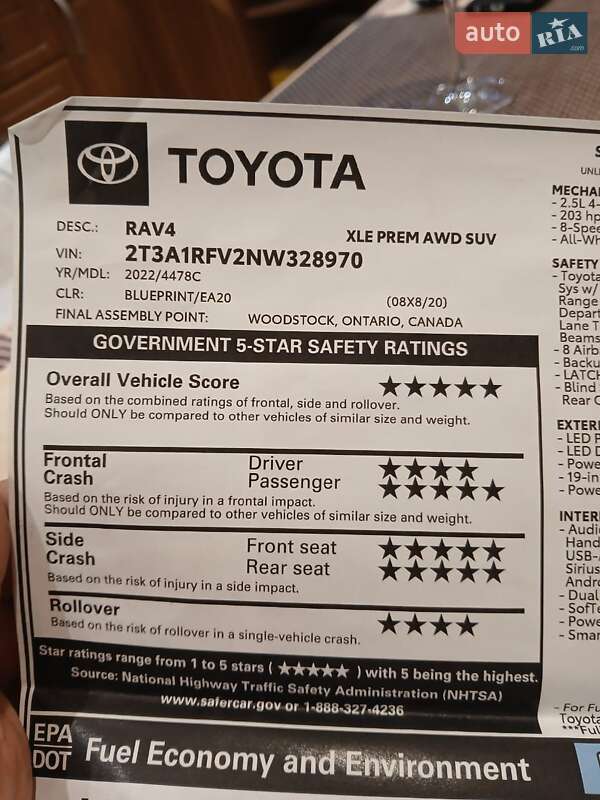 auto RIA .com
TOYOTA
DESC.: RAV4 XLE PREM AWD SUV
VIN: 2T3A1RFV2NW328970
YR/MDL: 2022/4478C
CLR: BLUEPRINT/EA20 (08X8/20)
FINAL ASSEMBLY POINT: WOODSTOCK, ONTARIO, CANADA
GOVERNMENT 5-STAR SAFETY RATINGS
Overall Vehicle Score ★★★★★
Based on the combined ratings of frontal, side and rollover.
Should ONLY be compared to other vehicles of similar size and weight.
Frontal Driver ★★★★
Crash Passenger ★★★★★
Based on the risk of injury in a frontal impact.
Should ONLY be compared to other vehicles of similar size and weight.
Side Front seat ★★★★★
Crash Rear seat ★★★★★
Based on the risk of injury in a side impact.
Rollover ★★★★
Based on the risk of rollover in a single-vehicle crash.
Star ratings range from 1 to 5 stars (★★★★★) with 5 being the highest.
Source: National Highway Traffic Safety Administration (NHTSA)
www.safercar.gov or 1-888-327-4236
EPA
DOT Fuel Economy and Environment
MECHA
- 2.5L 4-
- 203 hp
- 8-Spee
- All-Wh
SAFETY
- Toyota
Sys w/
Range
Depart
Lane T
Beams
- 8 Airb
- Backu
- LATCH
- Blind
Rear C
EXTERI
- LED P
- LED D
- Powe
- 19-in
- Powe
INTERI
- Audio
Hand
USB-
Sirius
Andro
- Dual
- SofTe
- Powe
- Smar
- For Fu
Toyota
***Ful